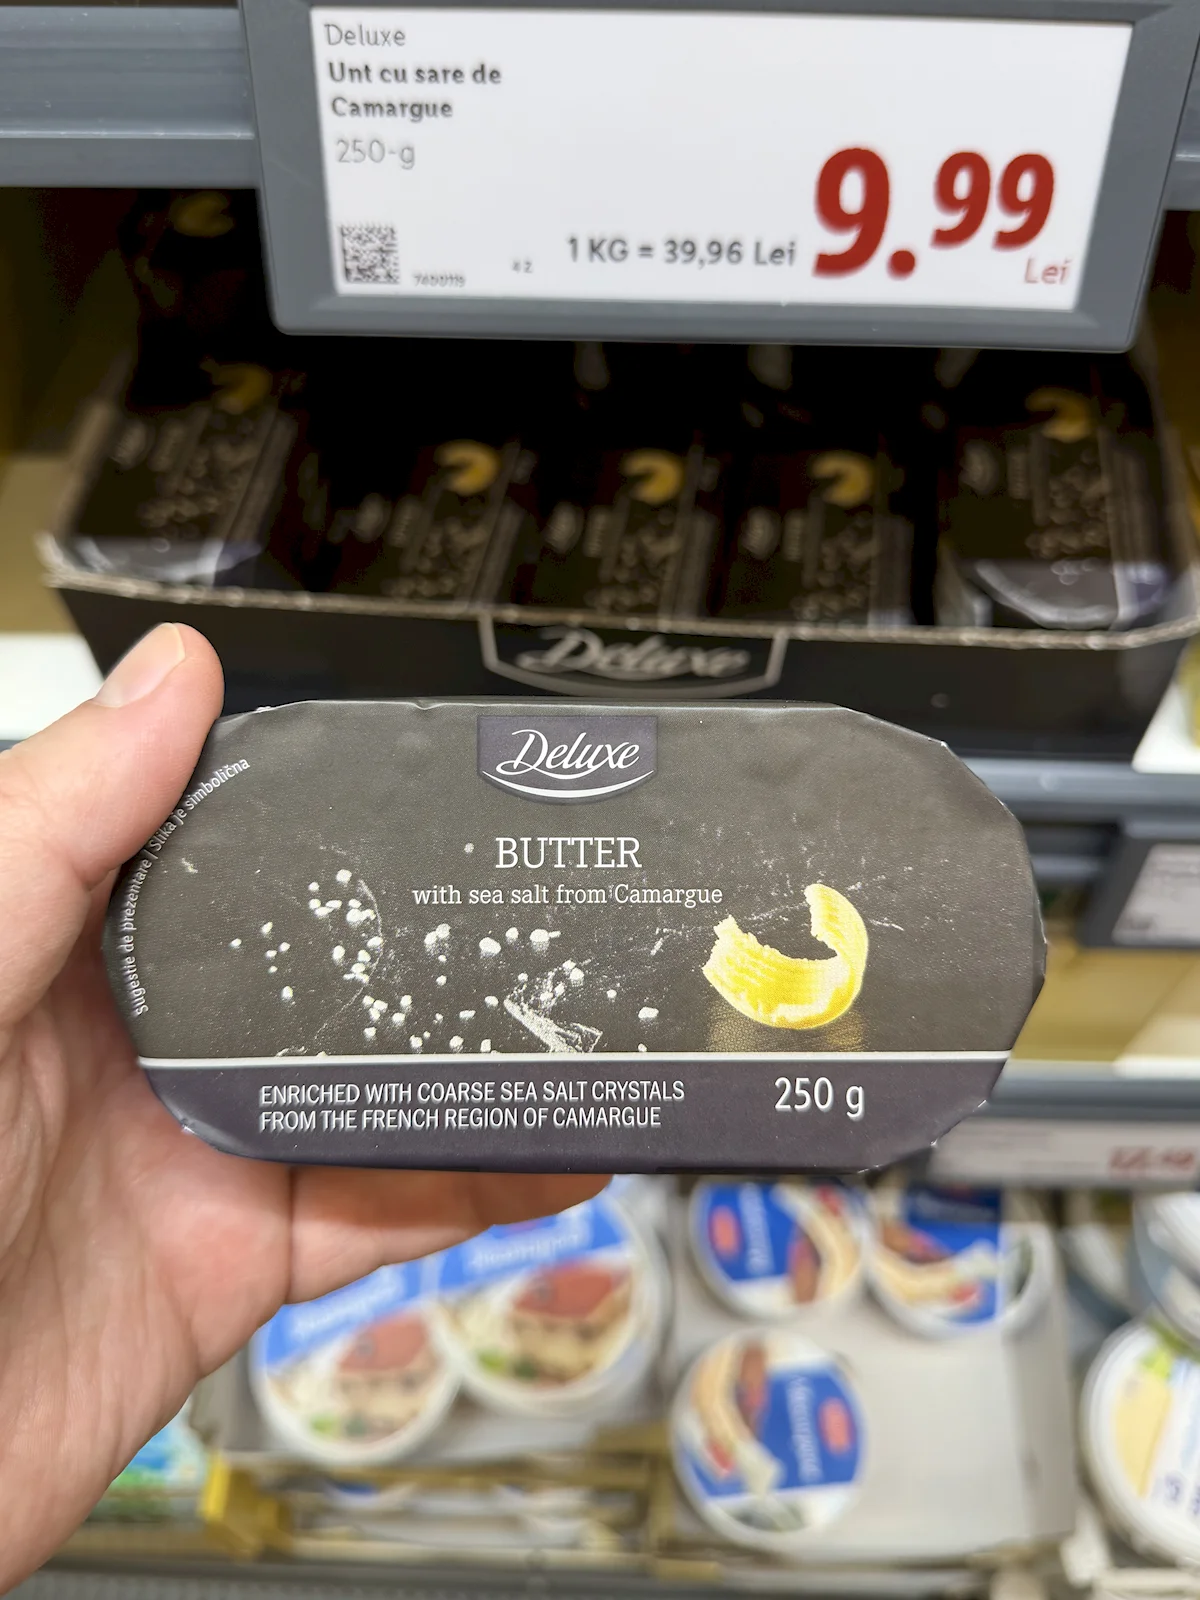 Deluxe
Unt cu sare de
Camargue
250-g
1 KG = 39,96 Lei
9.99
Lei
42
Deluxe
Deluxe
BUTTER
with sea salt from Camargue
sugestie de prezentare | Slika je simbolična
ENRICHED WITH COARSE SEA SALT CRYSTALS
FROM THE FRENCH REGION OF CAMARGUE
250 g